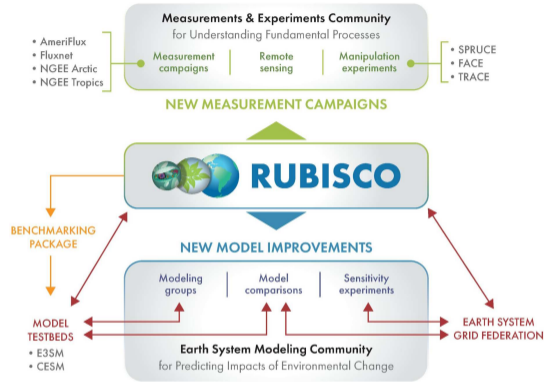 Measurements & Experiments Community
for Understanding Fundamental Processes
• AmeriFlux
• Fluxnet
• NGEE Arctic
• NGEE Tropics
Measurement
campaigns
Remote
sensing
Manipulation
experiments
• SPRUCE
• FACE
• TRACE
NEW MEASUREMENT CAMPAIGNS
RUBISCO
BENCHMARKING
PACKAGE
NEW MODEL IMPROVEMENTS
Modeling
groups
Model
comparisons
Sensitivity
experiments
MODEL
TESTBEDS
• E3SM
• CESM
EARTH SYSTEM
GRID FEDERATION
Earth System Modeling Community
for Predicting Impacts of Environmental Change